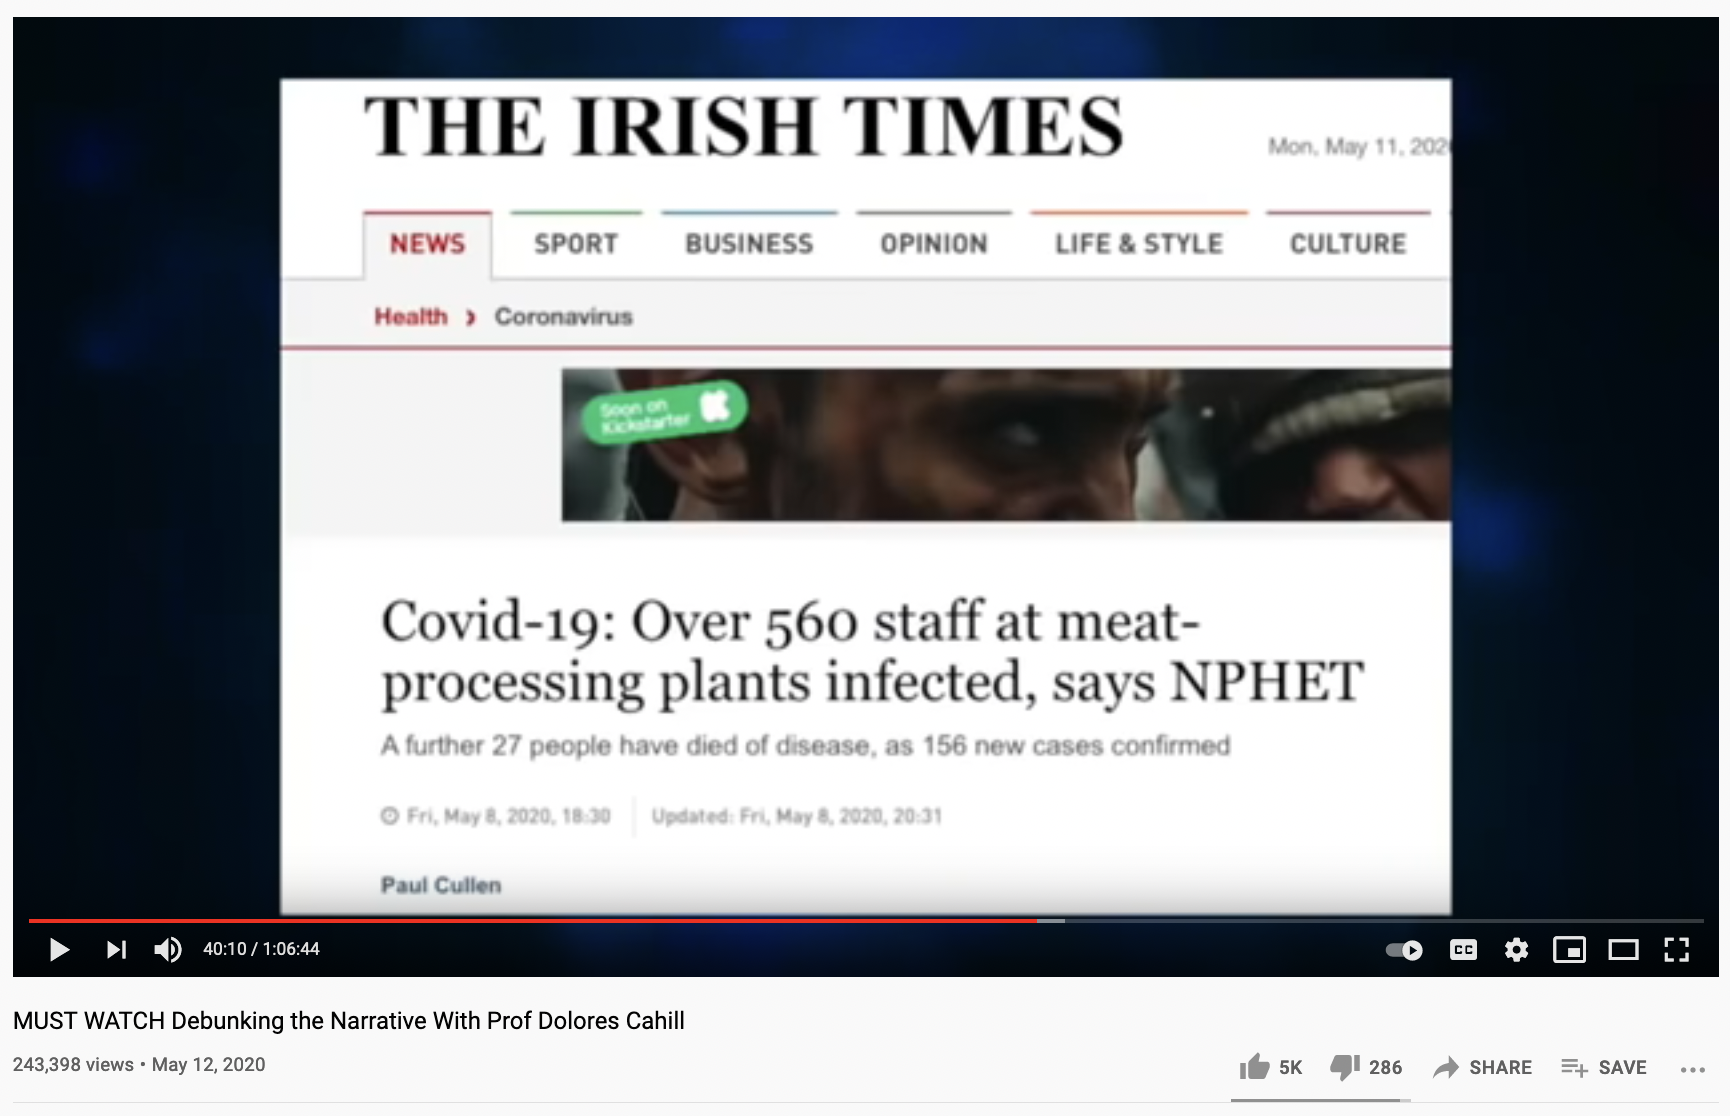 THE IRISH TIMES
Mon, May 11, 202
NEWS SPORT BUSINESS OPINION LIFE & STYLE CULTURE
Health › Coronavirus
Soon on
Kickstarter
Covid-19: Over 560 staff at meat-
processing plants infected, says NPHET
A further 27 people have died of disease, as 156 new cases confirmed
Fri, May 8, 2020, 18:30 Updated: Fri, May 8, 2020, 20:31
Paul Cullen
40:10 / 1:06:44 CC
MUST WATCH Debunking the Narrative With Prof Dolores Cahill
243,398 views • May 12, 2020
5K 286 SHARE SAVE